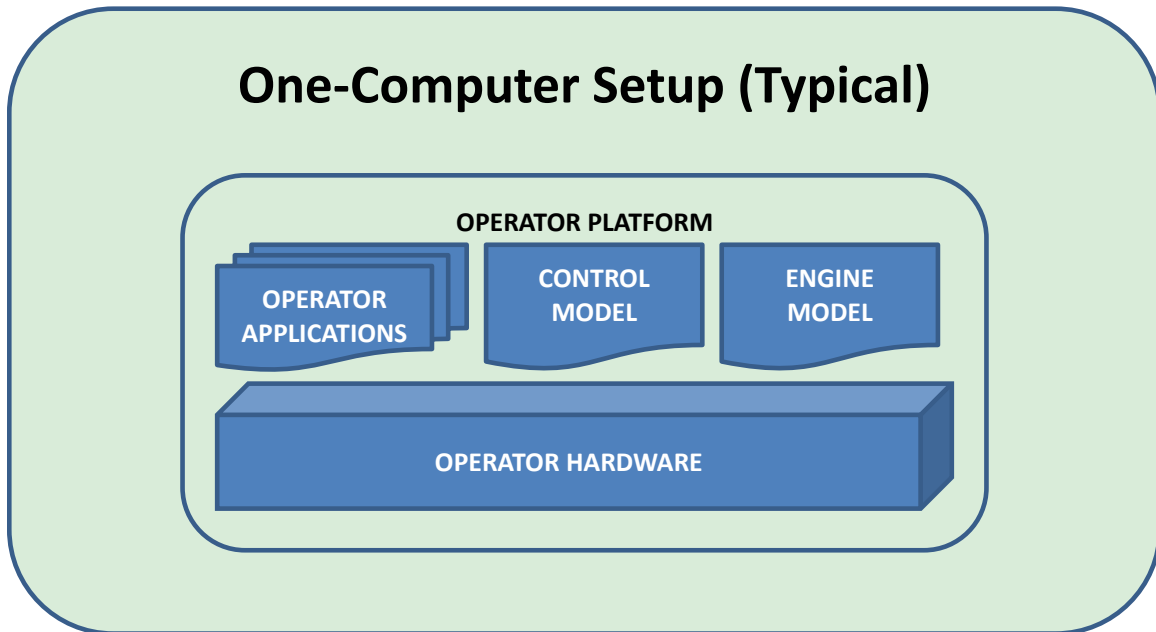 One-Computer Setup (Typical)
OPERATOR PLATFORM
OPERATOR
APPLICATIONS
CONTROL
MODEL
ENGINE
MODEL
OPERATOR HARDWARE